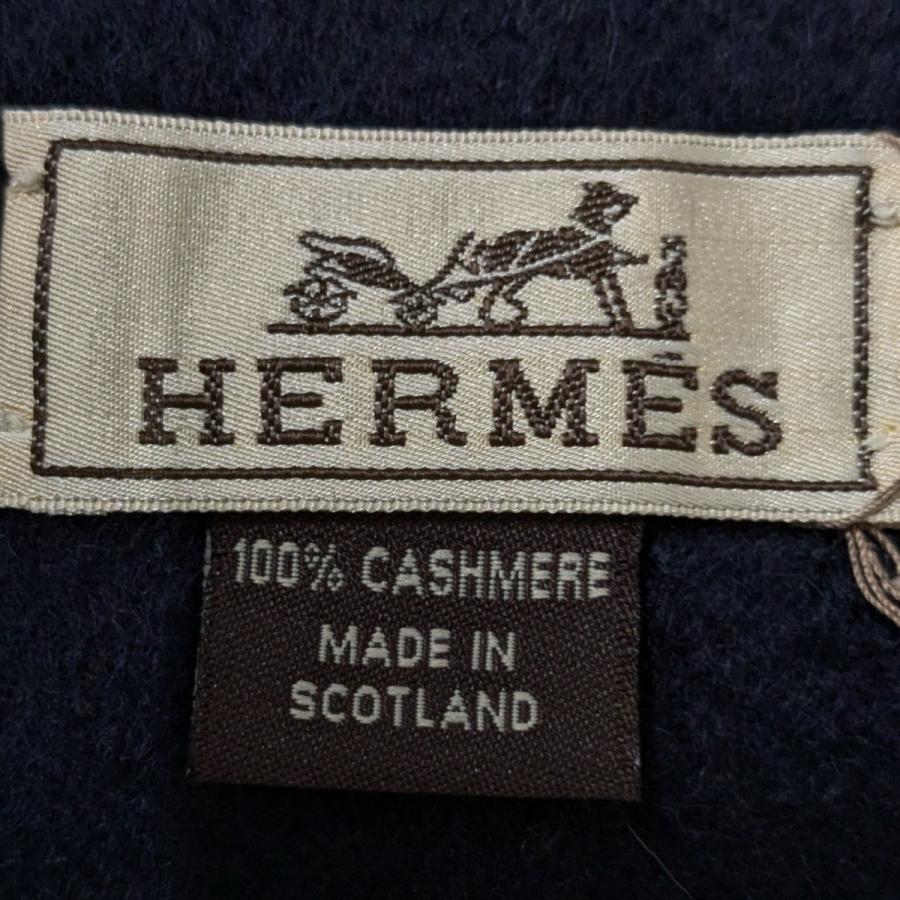 HERMÈS
100% CASHMERE
MADE IN
SCOTLAND